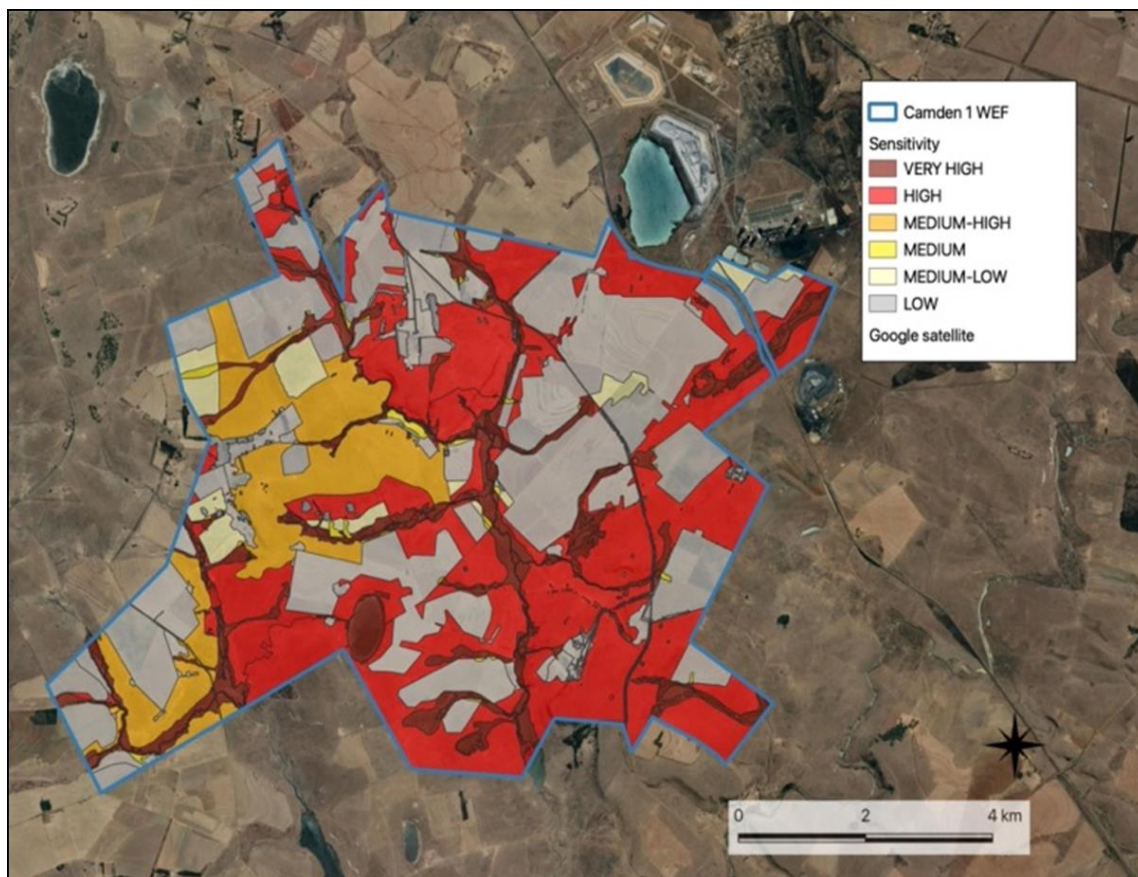 Camden 1 WEF
Sensitivity
VERY HIGH
HIGH
MEDIUM-HIGH
MEDIUM
MEDIUM-LOW
LOW
Google satellite
0 2 4 km